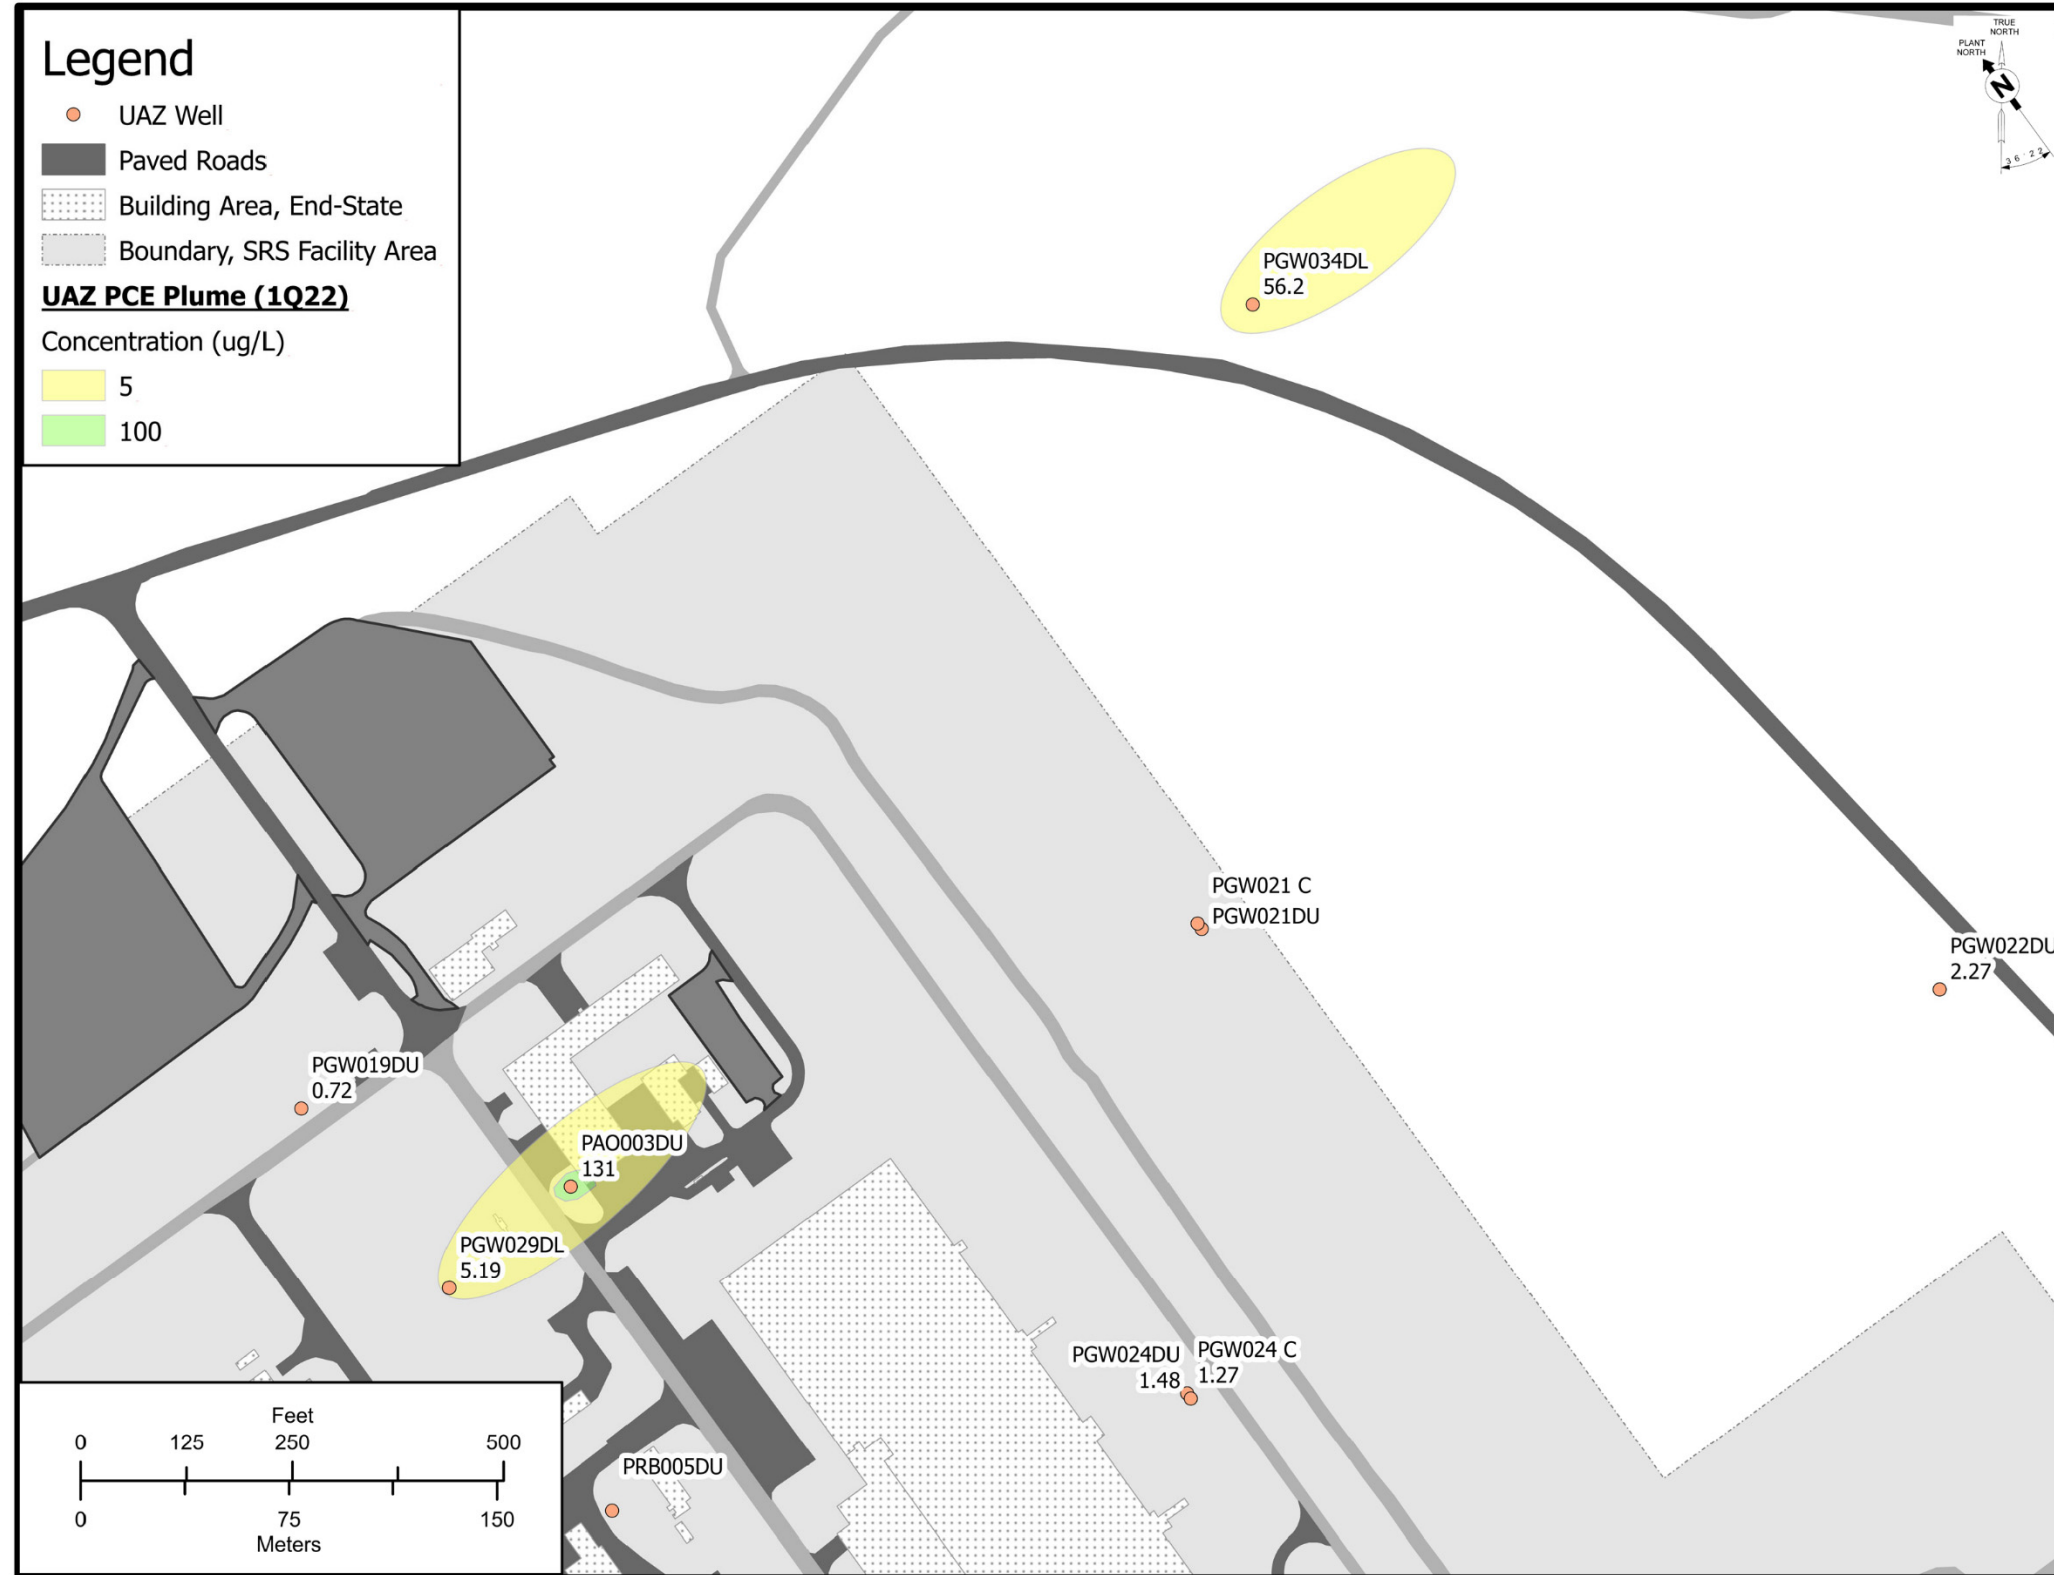 Legend
UAZ Well
Paved Roads
Building Area, End-State
Boundary, SRS Facility Area
UAZ PCE Plume (1Q22)
Concentration (ug/L)
5
100
TRUE
NORTH
PLANT
NORTH
N
36°22'
PGW034DL
56.2
PGW021 C
PGW021DU
PGW022DU
2.27
PGW019DU
0.72
PAO003DU
131
PGW029DL
5.19
PGW024DU
1.48
PGW024 C
1.27
PRB005DU
Feet
0 125 250 500
0 75 150
Meters